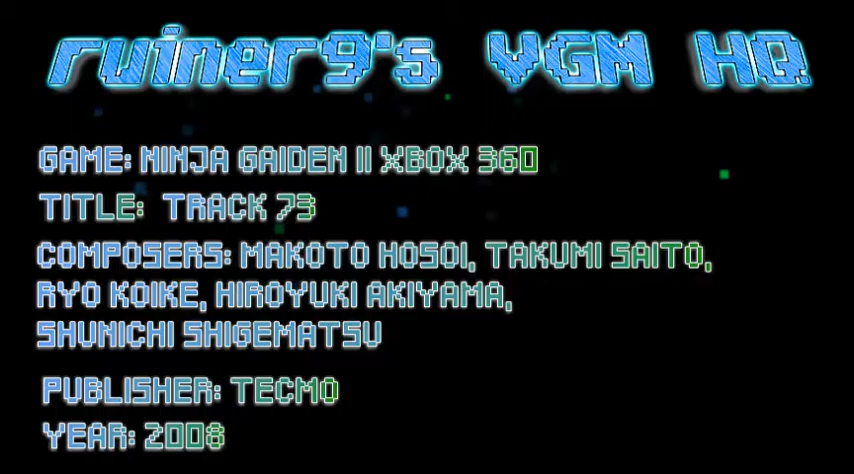 ruiner9's VGM HQ
GAME: NINJA GAIDEN II XBOX 360
TITLE: TRACK 73
COMPOSERS: MAKOTO HOSOI, TAKUMI SAITO,
RYO KOIKE, HIROYUKI AKIYAMA,
SHUNICHI SHIGEMATSU
PUBLISHER: TECMO
YEAR: 2008